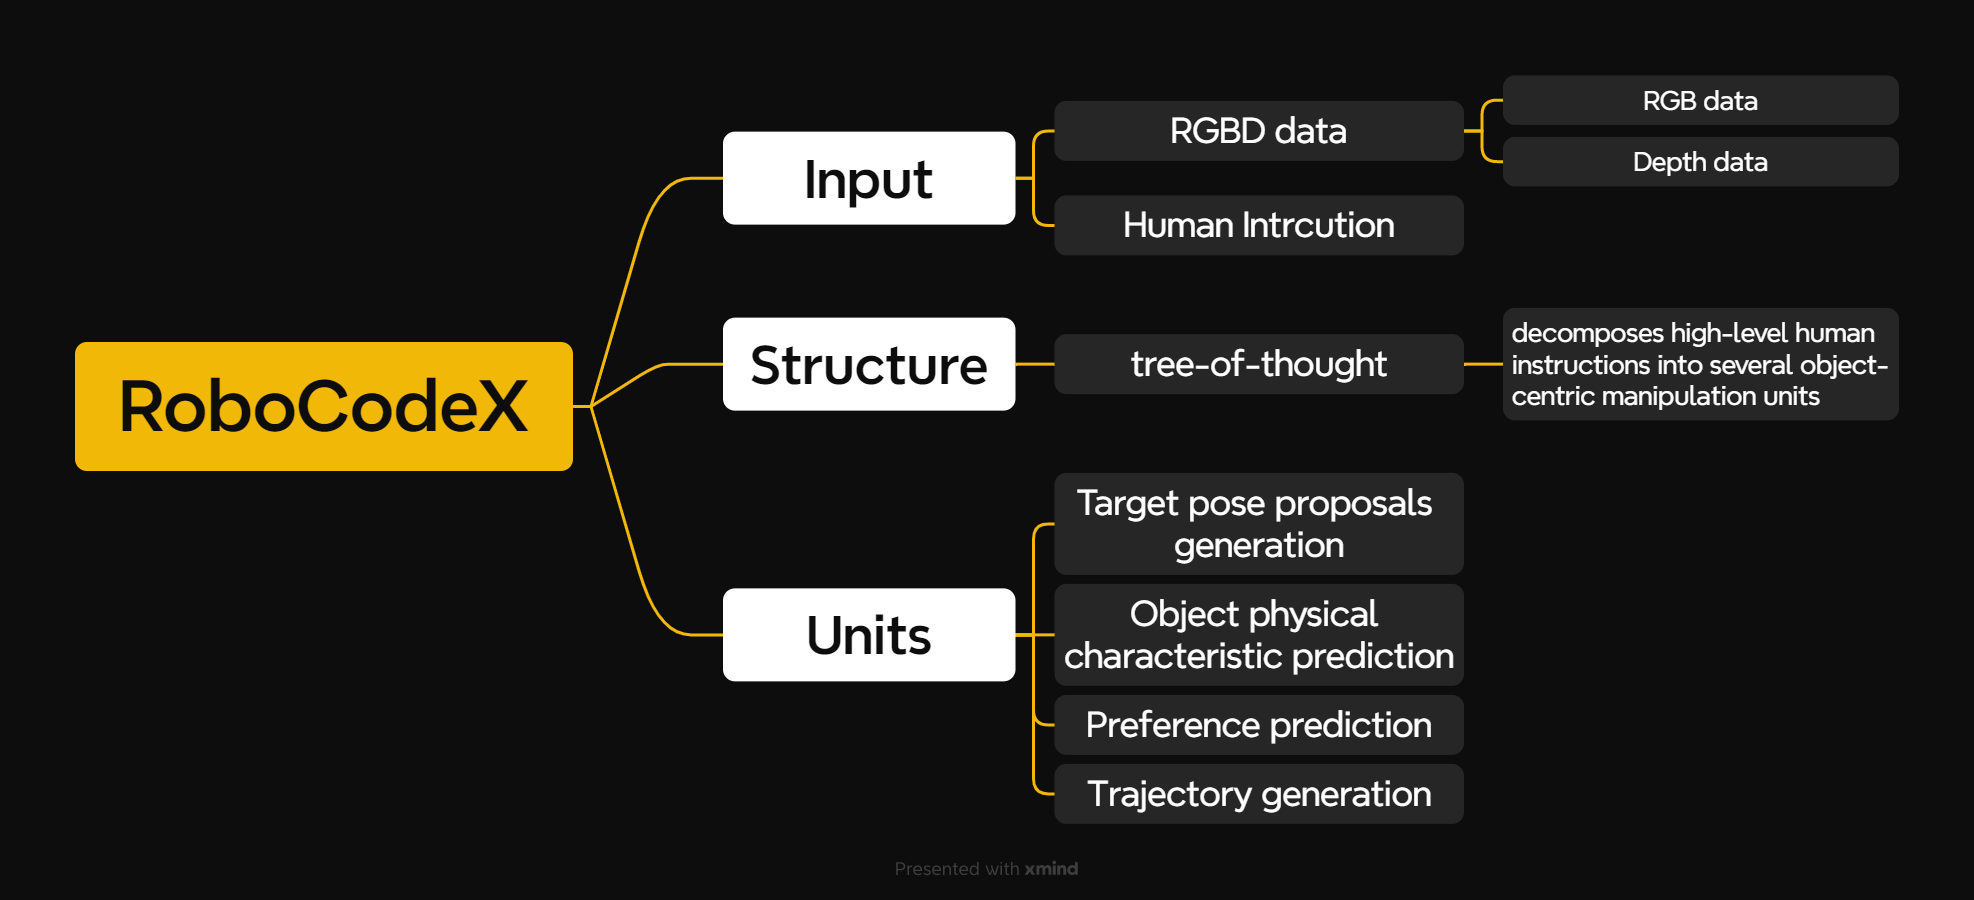 RoboCodeX
Input
RGBD data
RGB data
Depth data
Human Intrcution
Structure
tree-of-thought
decomposes high-level human
instructions into several object-
centric manipulation units
Units
Target pose proposals
generation
Object physical
characteristic prediction
Preference prediction
Trajectory generation
Presented with xmind